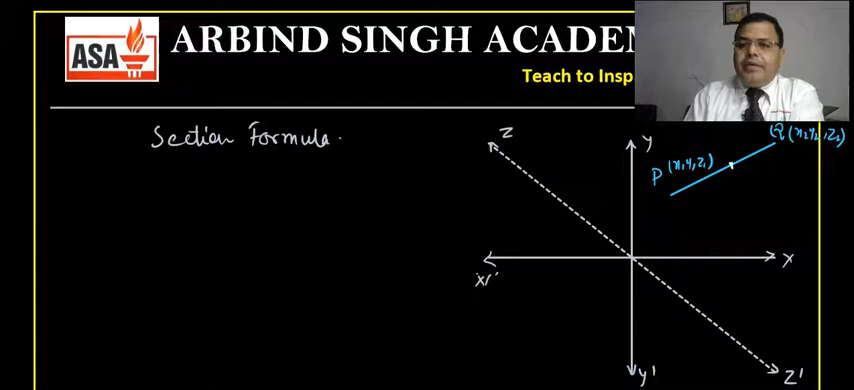 ASA
ARBIND SINGH ACADEM
Teach to Insp
Section Formula.
Z
Y
Q (x₂ y₂ , z₂)
P (x₁ y₁ z₁)
X
X'
Y'
Z'